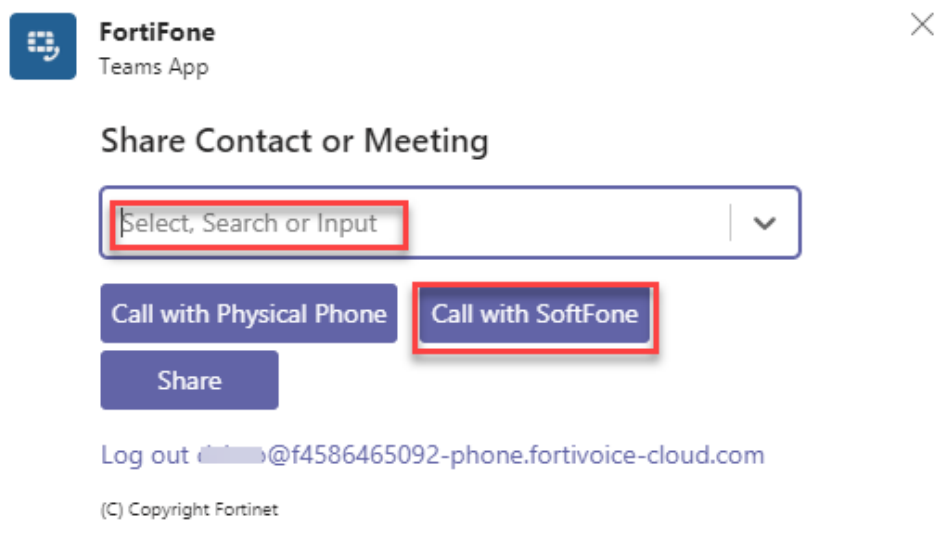 FortiFone
Teams App
Share Contact or Meeting
Select, Search or Input
Call with Physical Phone Call with SoftFone
Share
Log out @f4586465092-phone.fortivoice-cloud.com
(C) Copyright Fortinet